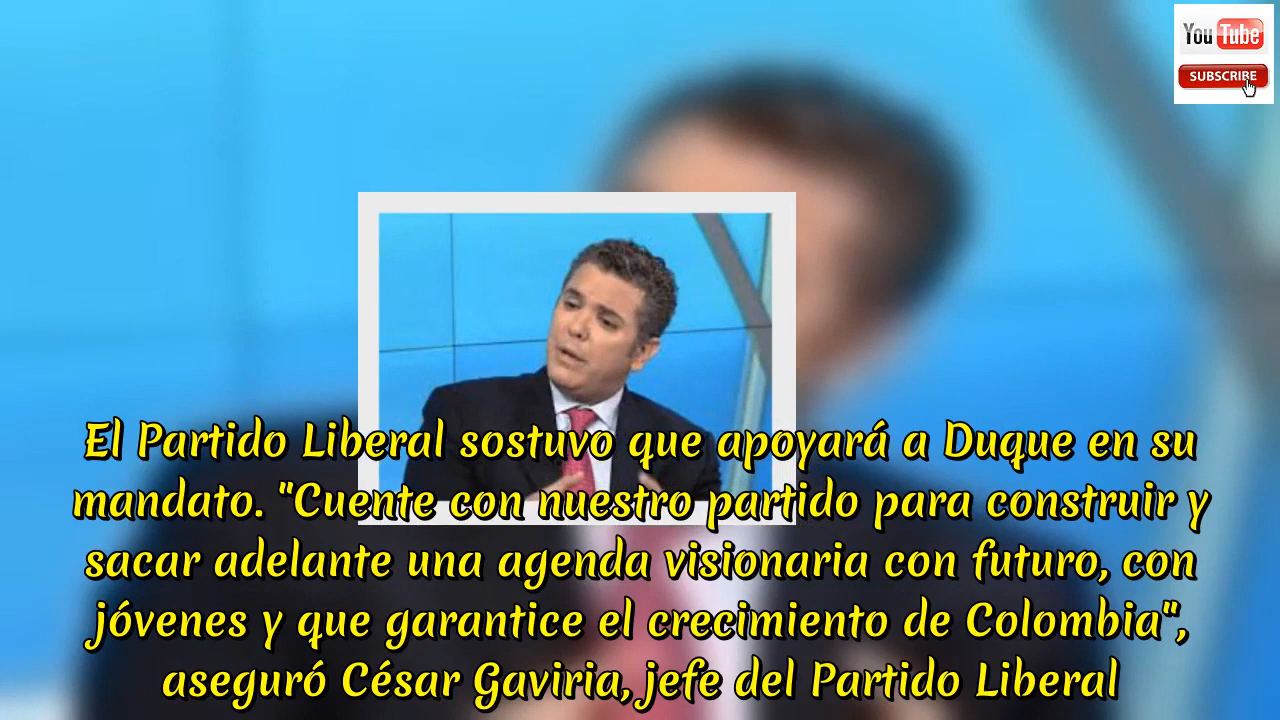 You Tube
SUBSCRIBE
El Partido Liberal sostuvo que apoyará a Duque en su
mandato. "Cuente con nuestro partido para construir y
sacar adelante una agenda visionaria con futuro, con
jóvenes y que garantice el crecimiento de Colombia",
aseguró César Gaviria, jefe del Partido Liberal